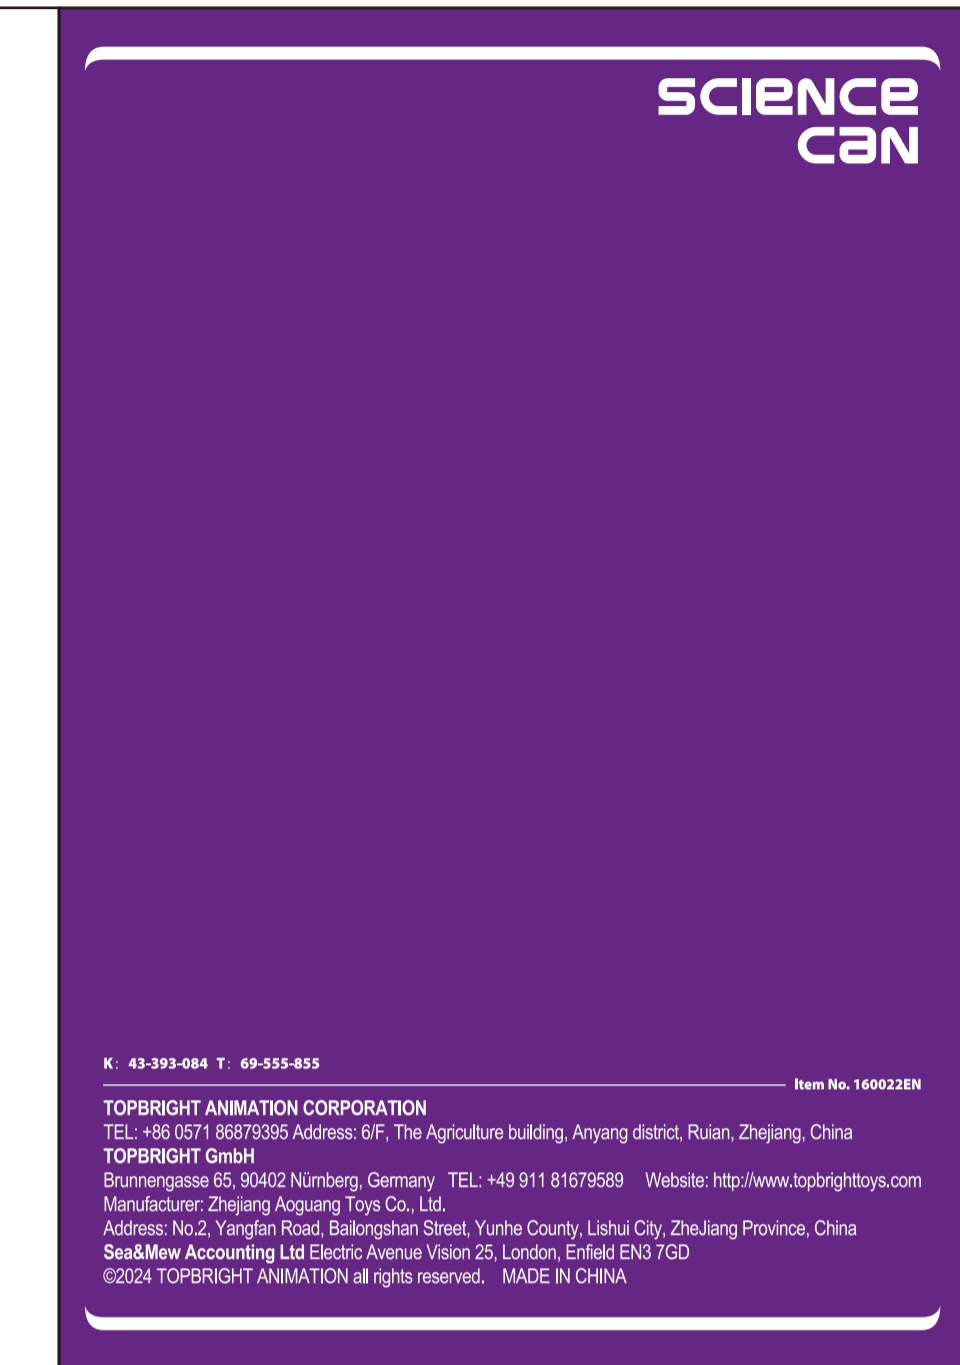 SCIENCE
CAN
K: 43-393-084 T: 69-555-855
Item No. 160022EN
TOPBRIGHT ANIMATION CORPORATION
TEL: +86 0571 86879395 Address: 6/F, The Agriculture building, Anyang district, Ruian, Zhejiang, China
TOPBRIGHT GmbH
Brunnengasse 65, 90402 Nürnberg, Germany TEL: +49 911 81679589 Website: http://www.topbrighttoys.com
Manufacturer: Zhejiang Aoguang Toys Co., Ltd.
Address: No.2, Yangfan Road, Bailongshan Street, Yunhe County, Lishui City, ZheJiang Province, China
Sea&Mew Accounting Ltd Electric Avenue Vision 25, London, Enfield EN3 7GD
©2024 TOPBRIGHT ANIMATION all rights reserved. MADE IN CHINA